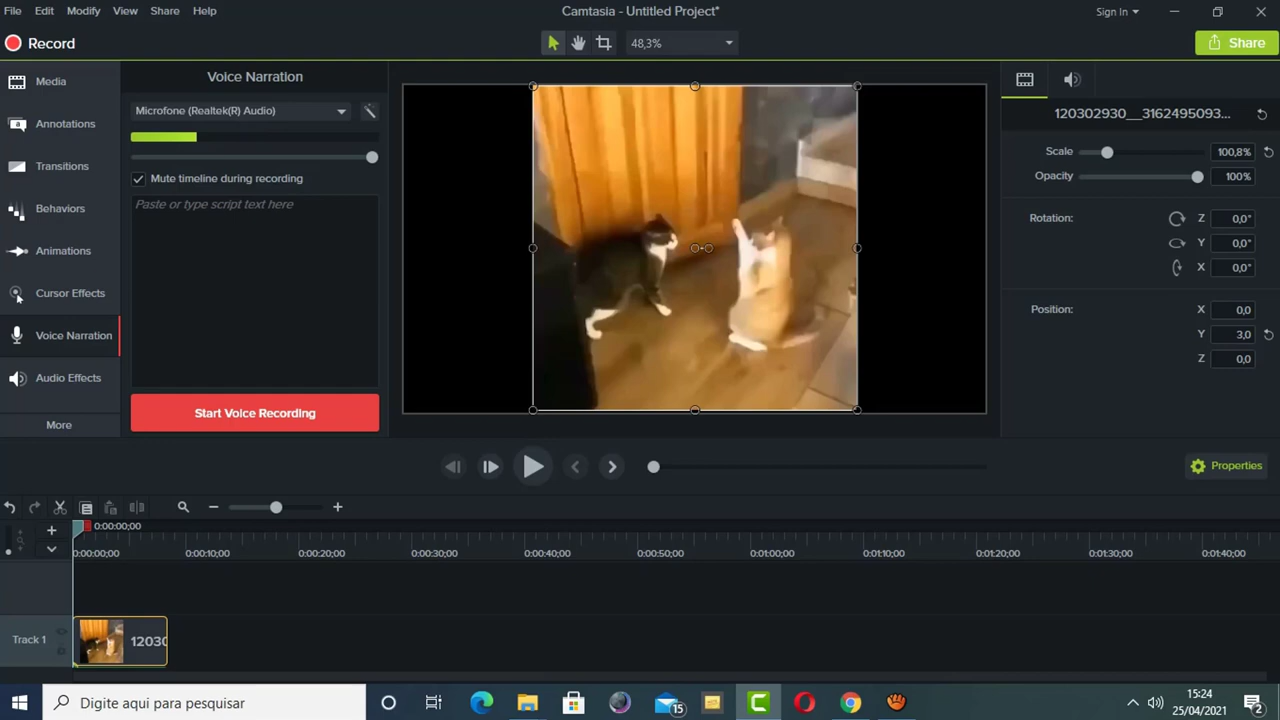 File Edit Modify View Share Help
Camtasia - Untitled Project*
Sign In
Record
48,3%
Share
Media
Annotations
Transitions
Behaviors
Animations
Cursor Effects
Voice Narration
Audio Effects
More
Voice Narration
Microfone (Realtek(R) Audio)
Mute timeline during recording
Paste or type script text here
Start Voice Recording
120302930__3162495093...
Scale 100,8%
Opacity 100%
Rotation: Z 0,0°
Y 0,0°
X 0,0°
Position: X 0,0
Y 3,0
Z 0,0
Properties
0:00:00;00
0:00:00;00 0:00:10;00 0:00:20;00 0:00:30;00 0:00:40;00 0:00:50;00 0:01:00;00 0:01:10;00 0:01:20;00 0:01:30;00 0:01:40;00
Track 1
12030
Digite aqui para pesquisar
15
15:24
25/04/2021
2